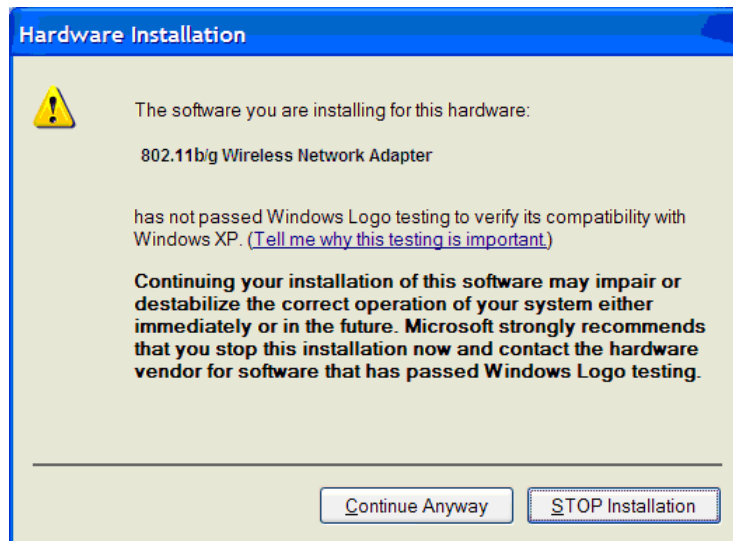 Hardware Installation
The software you are installing for this hardware:
802.11b/g Wireless Network Adapter
has not passed Windows Logo testing to verify its compatibility with
Windows XP. (Tell me why this testing is important.)
Continuing your installation of this software may impair or
destabilize the correct operation of your system either
immediately or in the future. Microsoft strongly recommends
that you stop this installation now and contact the hardware
vendor for software that has passed Windows Logo testing.
Continue Anyway
STOP Installation